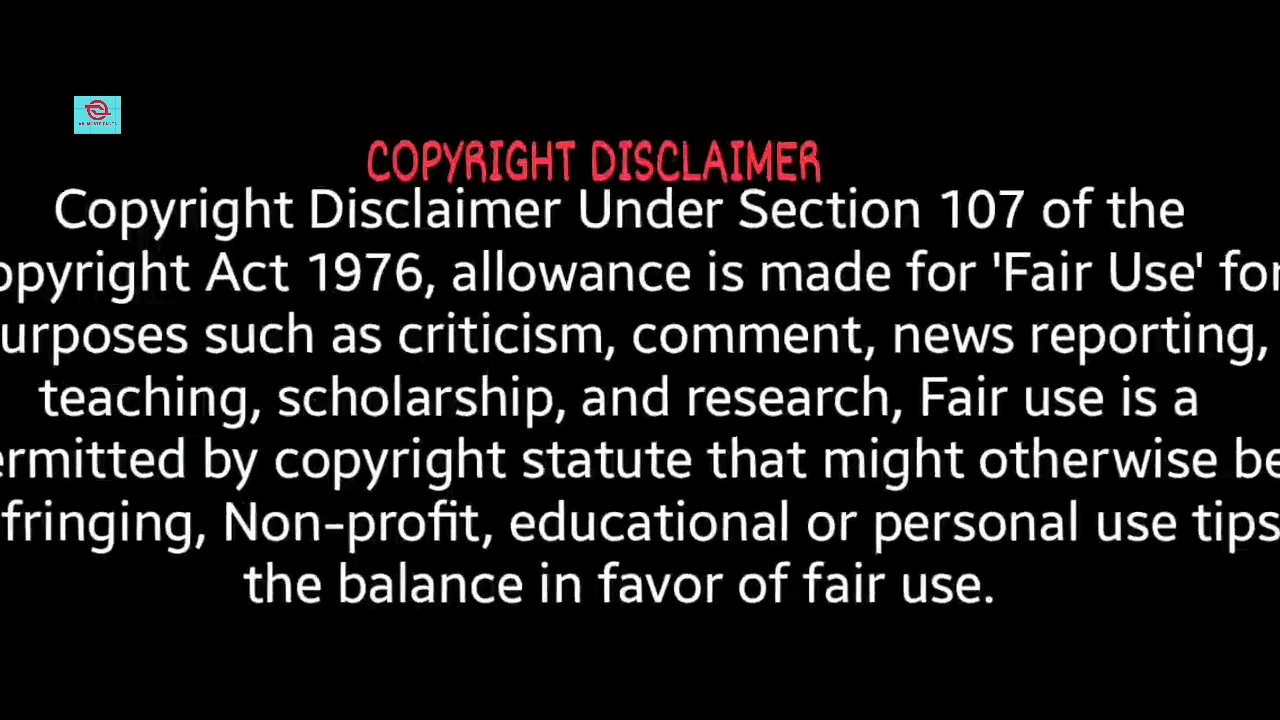 COPYRIGHT DISCLAIMER
Copyright Disclaimer Under Section 107 of the
opyright Act 1976, allowance is made for 'Fair Use' for
urposes such as criticism, comment, news reporting,
teaching, scholarship, and research, Fair use is a
ermitted by copyright statute that might otherwise be
fringing, Non-profit, educational or personal use tips
the balance in favor of fair use.